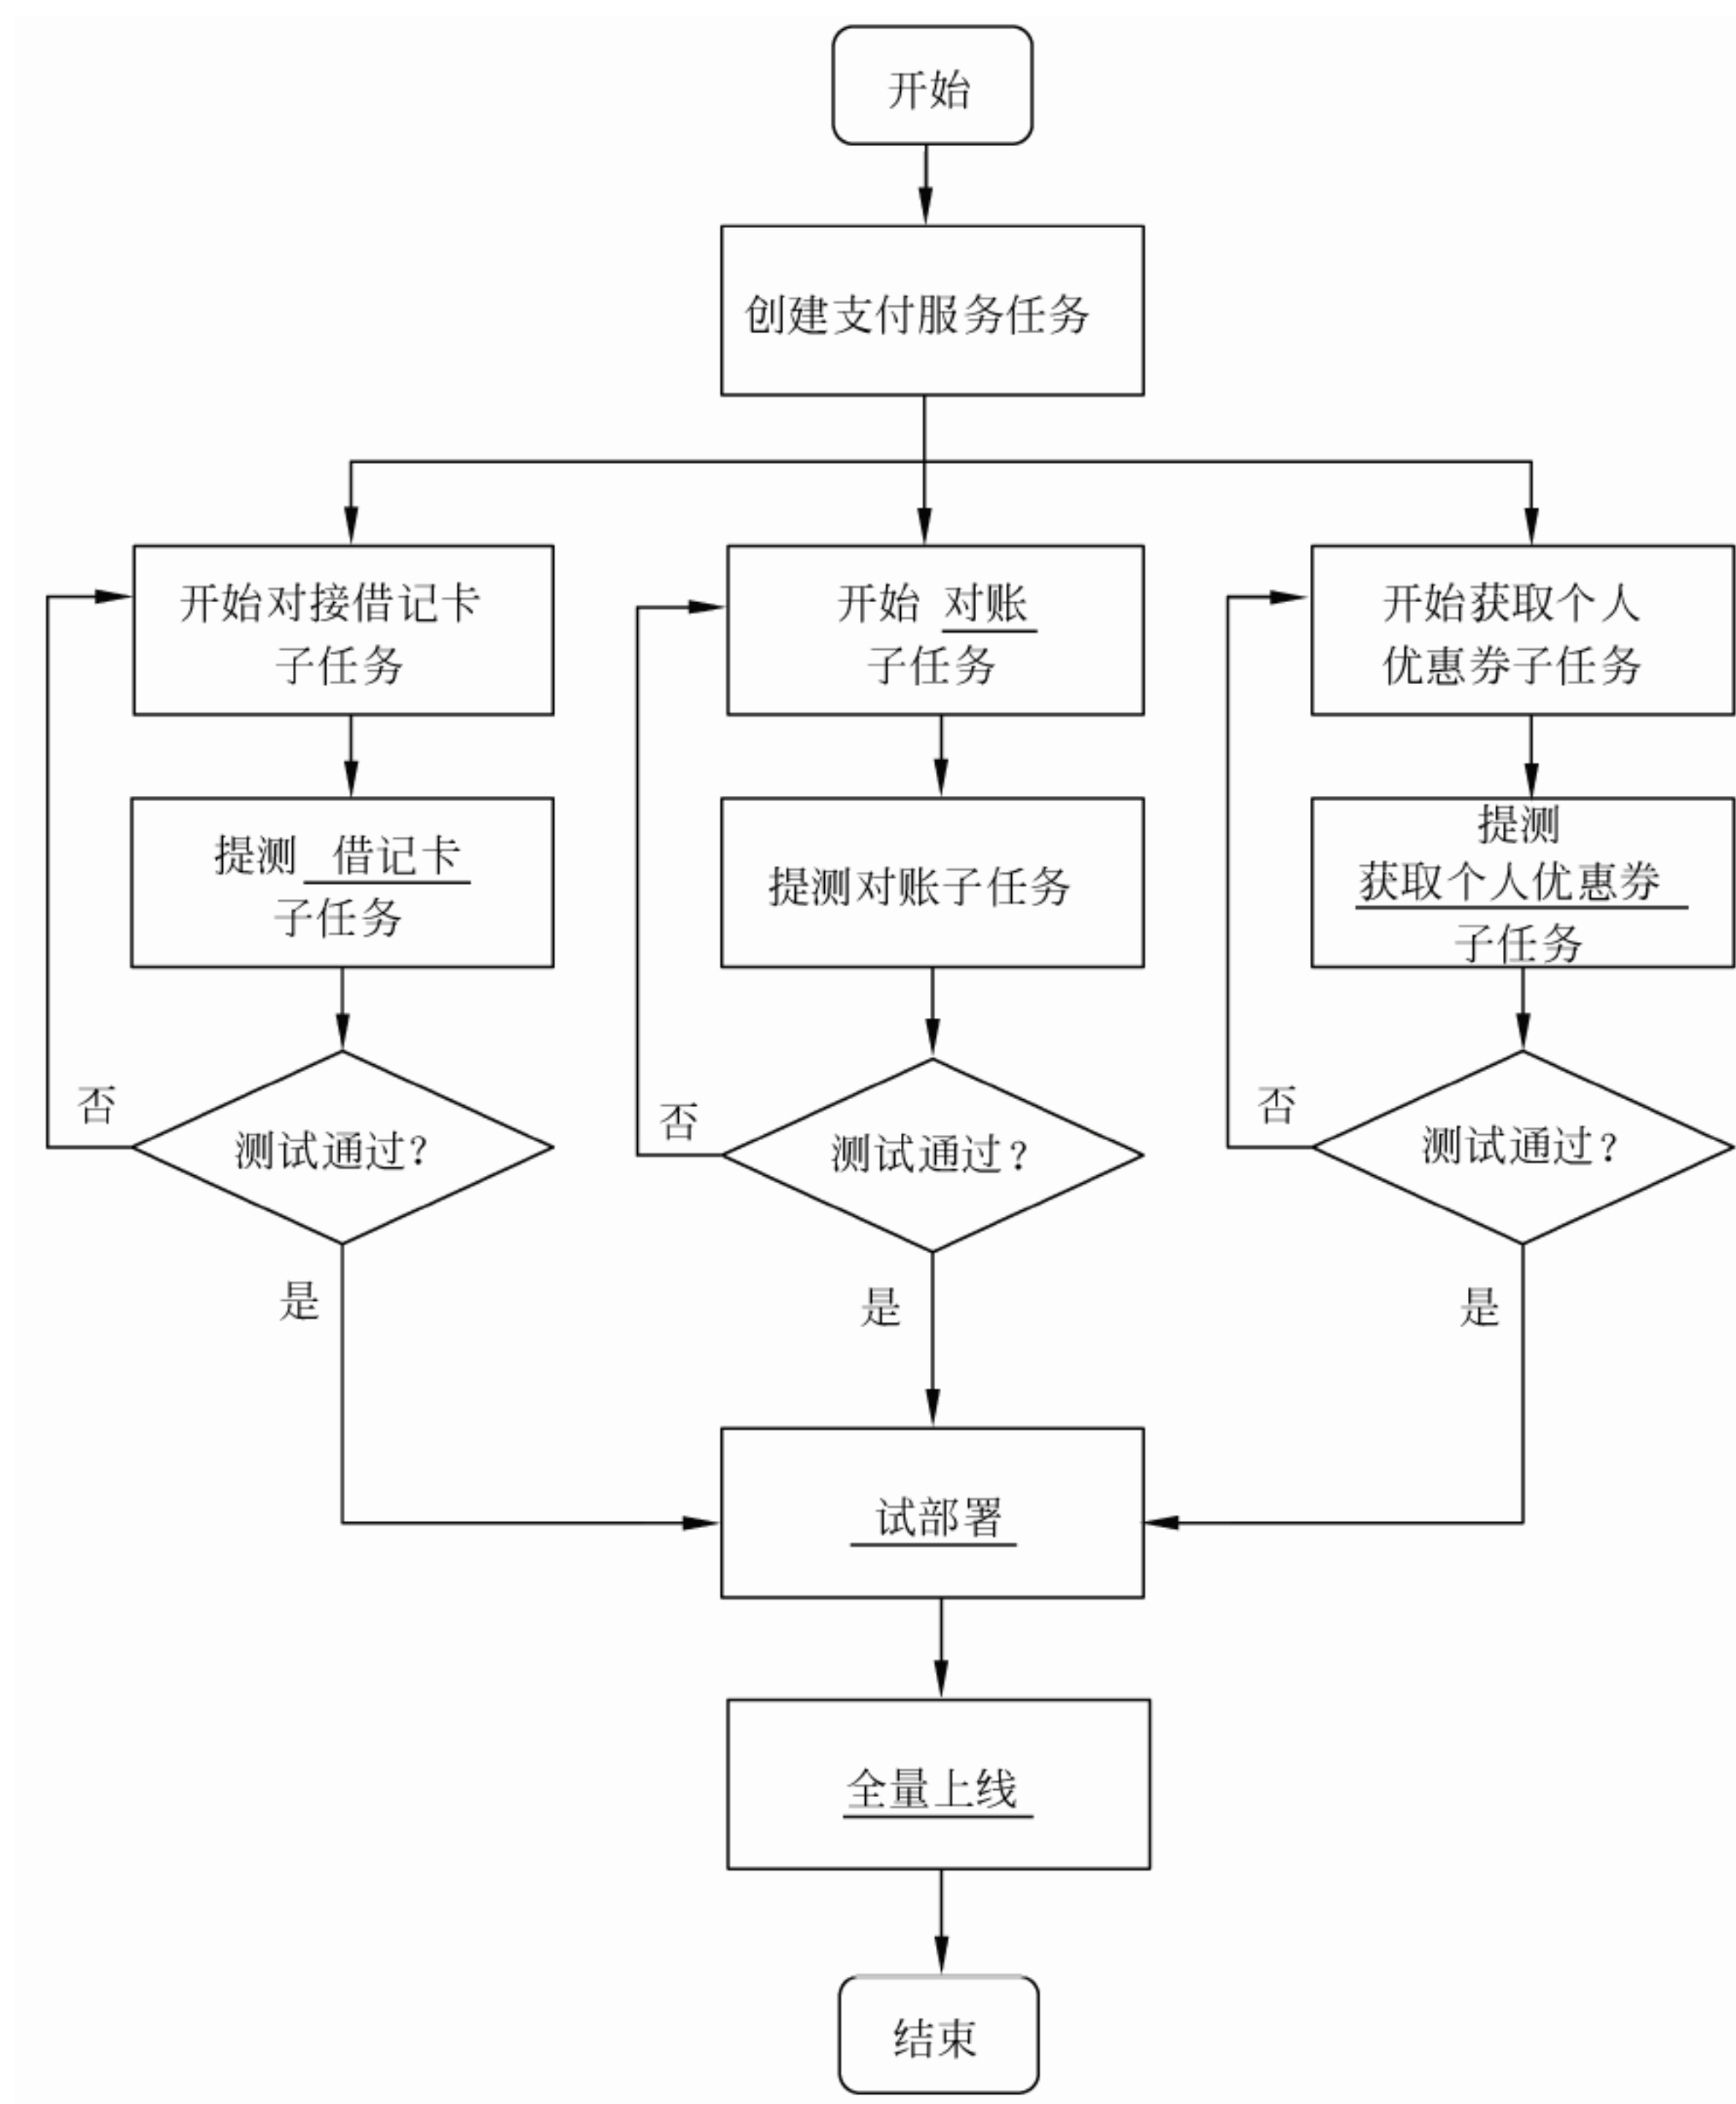 开始
创建支付服务任务
开始对接借记卡
子任务
开始 对账
子任务
开始获取个人
优惠券子任务
提测 借记卡
子任务
提测对账子任务
提测
获取个人优惠券
子任务
否
测试通过?
否
测试通过?
否
测试通过?
是
是
是
试部署
全量上线
结束